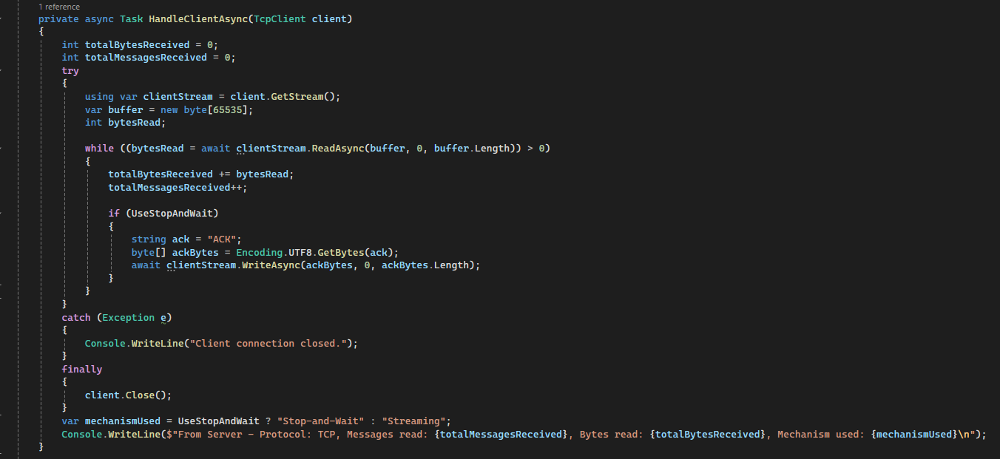 1 reference
private async Task HandleClientAsync(TcpClient client)
{
int totalBytesReceived = 0;
int totalMessagesReceived = 0;
try
{
using var clientStream = client.GetStream();
var buffer = new byte[65535];
int bytesRead;
while ((bytesRead = await clientStream.ReadAsync(buffer, 0, buffer.Length)) > 0)
{
totalBytesReceived += bytesRead;
totalMessagesReceived++;
if (UseStopAndWait)
{
string ack = "ACK";
byte[] ackBytes = Encoding.UTF8.GetBytes(ack);
await clientStream.WriteAsync(ackBytes, 0, ackBytes.Length);
}
}
}
catch (Exception e)
{
Console.WriteLine("Client connection closed.");
}
finally
{
client.Close();
}
var mechanismUsed = UseStopAndWait ? "Stop-and-Wait" : "Streaming";
Console.WriteLine($"From Server - Protocol: TCP, Messages read: {totalMessagesReceived}, Bytes read: {totalBytesReceived}, Mechanism used: {mechanismUsed}\n");
}